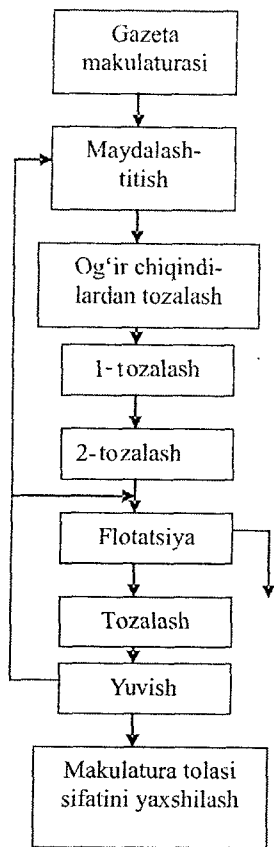 Gazeta
makulaturasi
Maydalash-
titish
Og‘ir chiqindi-
lardan tozalash
1-tozalash
2-tozalash
Flotatsiya
Tozalash
Yuvish
Makulatura tolasi
sifatini yaxshilash